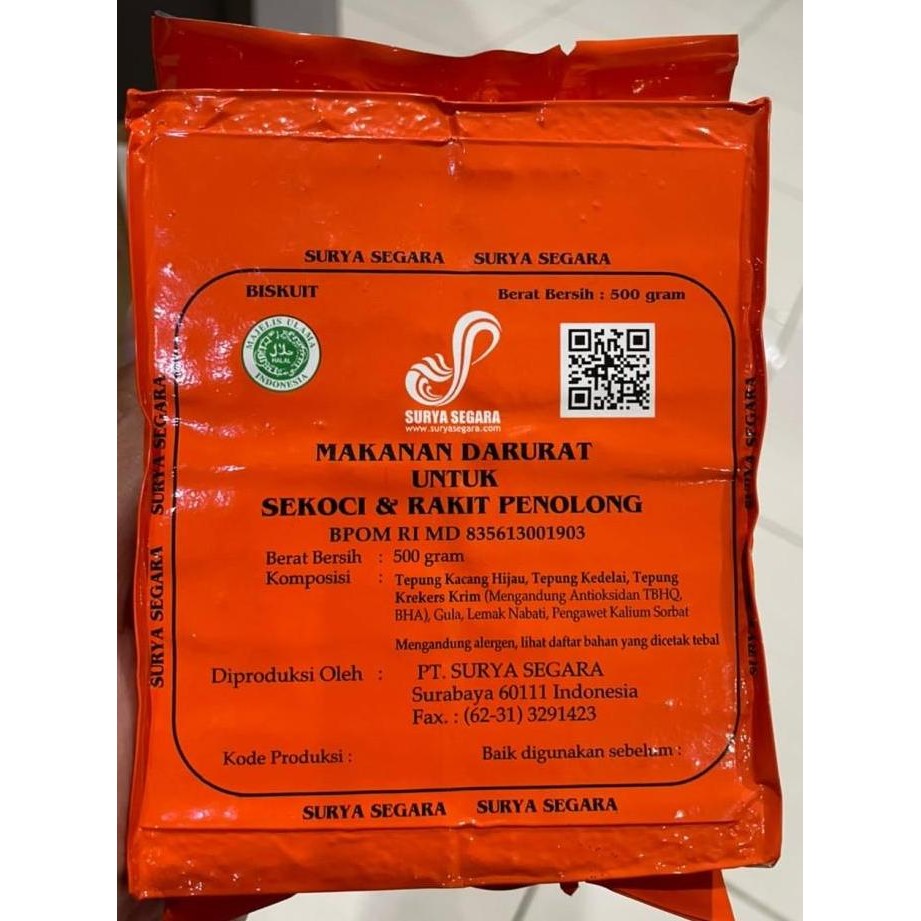 SURYA SEGARA SURYA SEGARA
BISKUIT
Berat Bersih : 500 gram
MAJELIS ULAMA
حلال
HALAL
INDONESIA
SURYA SEGARA
www.suryasegara.com
MAKANAN DARURAT
UNTUK
SEKOCI & RAKIT PENOLONG
BPOM RI MD 835613001903
Berat Bersih : 500 gram
Komposisi : Tepung Kacang Hijau, Tepung Kedelai, Tepung
Krekers Krim (Mengandung Antioksidan TBHQ,
BHA), Gula, Lemak Nabati, Pengawet Kalium Sorbat
Mengandung alergen, lihat daftar bahan yang dicetak tebal
Diproduksi Oleh : PT. SURYA SEGARA
Surabaya 60111 Indonesia
Fax. : (62-31) 3291423
Kode Produksi :
Baik digunakan sebelum :
SURYA SEGARA SURYA SEGARA
SURYA SEGARA SURYA SEGARA
SURYA SEGARA